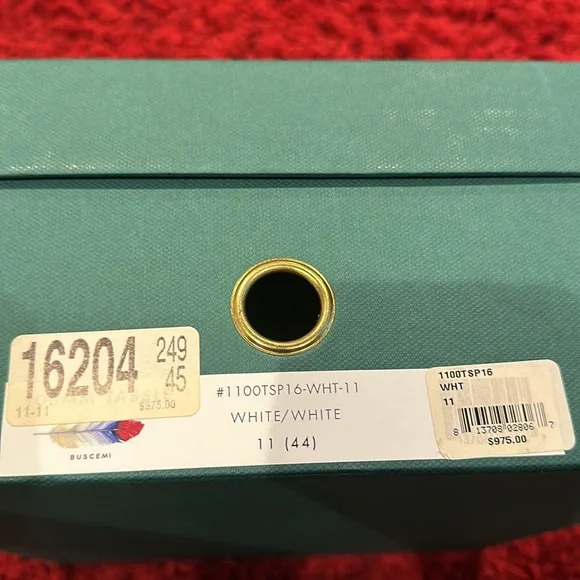 16204
249
45
11-11
$975.00
BUSCEMI
#1100TSP16-WHT-11
WHITE/WHITE
11 (44)
1100TSP16
WHT
11
8 13708 02806 7
$975.00